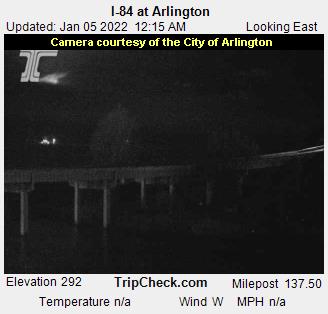 I-84 at Arlington
Updated: Jan 05 2022 12:15 AM Looking East
Camera courtesy of the City of Arlington
Elevation 292 TripCheck.com Milepost 137.50
Temperature n/a Wind W MPH n/a